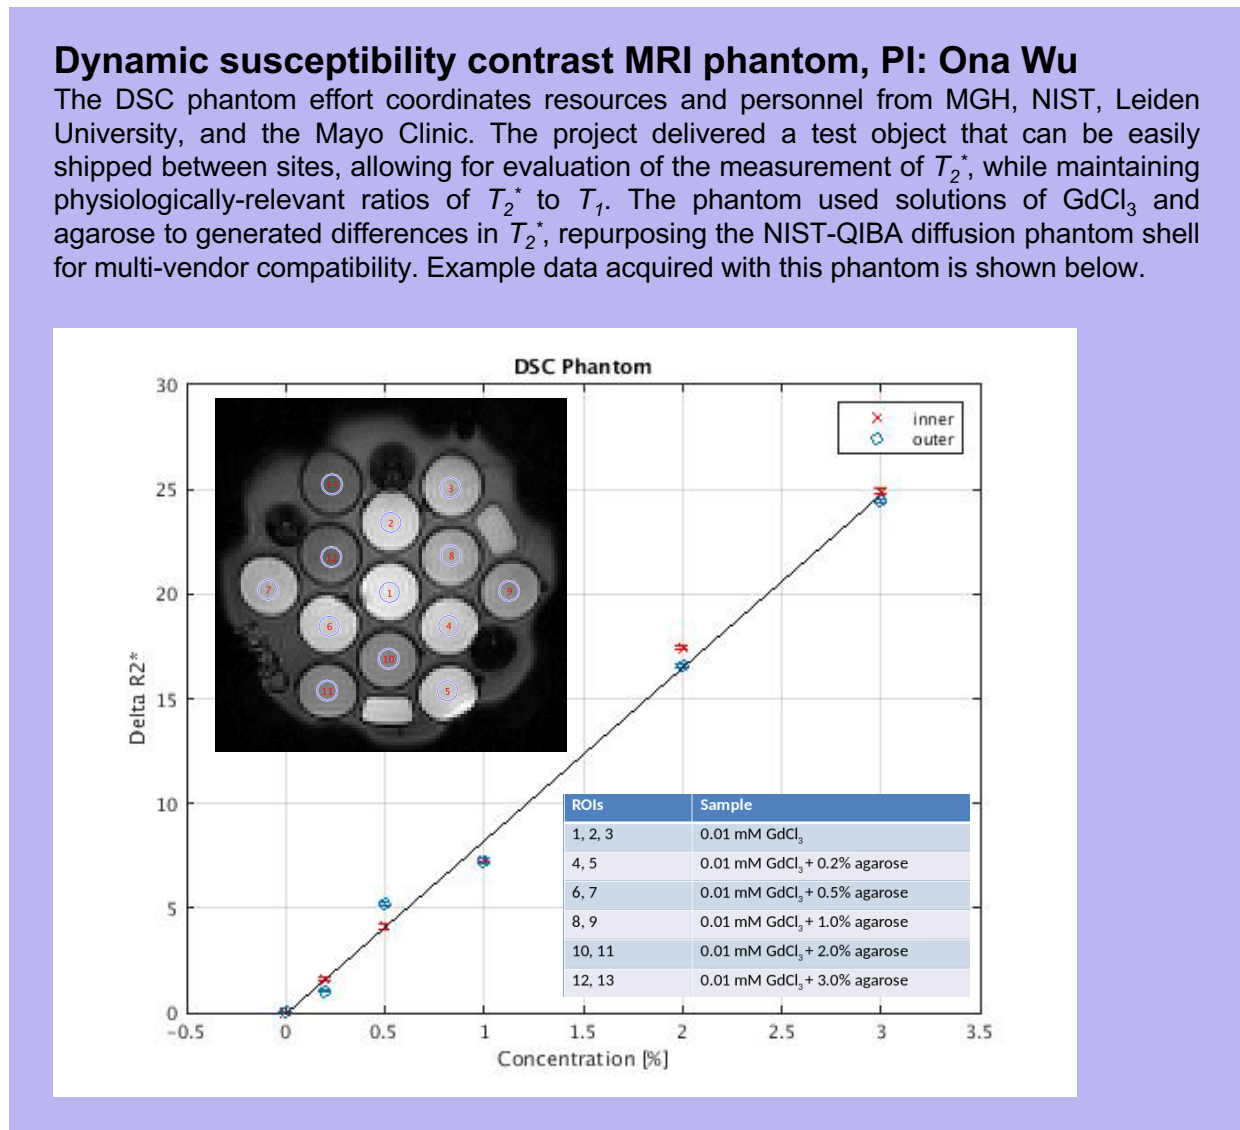 Dynamic susceptibility contrast MRI phantom, PI: Ona Wu
The DSC phantom effort coordinates resources and personnel from MGH, NIST, Leiden
University, and the Mayo Clinic. The project delivered a test object that can be easily
shipped between sites, allowing for evaluation of the measurement of T₂*, while maintaining
physiologically-relevant ratios of T₂* to T₁. The phantom used solutions of GdCl₃ and
agarose to generated differences in T₂*, repurposing the NIST-QIBA diffusion phantom shell
for multi-vendor compatibility. Example data acquired with this phantom is shown below.
DSC Phantom
30
25
20
15
10
5
0
Delta R2*
inner
outer
3
2
12
8
7
1
9
6
4
10
11
5
ROIs Sample
1, 2, 3 0.01 mM GdCl₃
4, 5 0.01 mM GdCl₃+ 0.2% agarose
6, 7 0.01 mM GdCl₃+ 0.5% agarose
8, 9 0.01 mM GdCl₃+ 1.0% agarose
10, 11 0.01 mM GdCl₃+ 2.0% agarose
12, 13 0.01 mM GdCl₃+ 3.0% agarose
-0.5 0 0.5 1 1.5 2 2.5 3 3.5
Concentration [%]